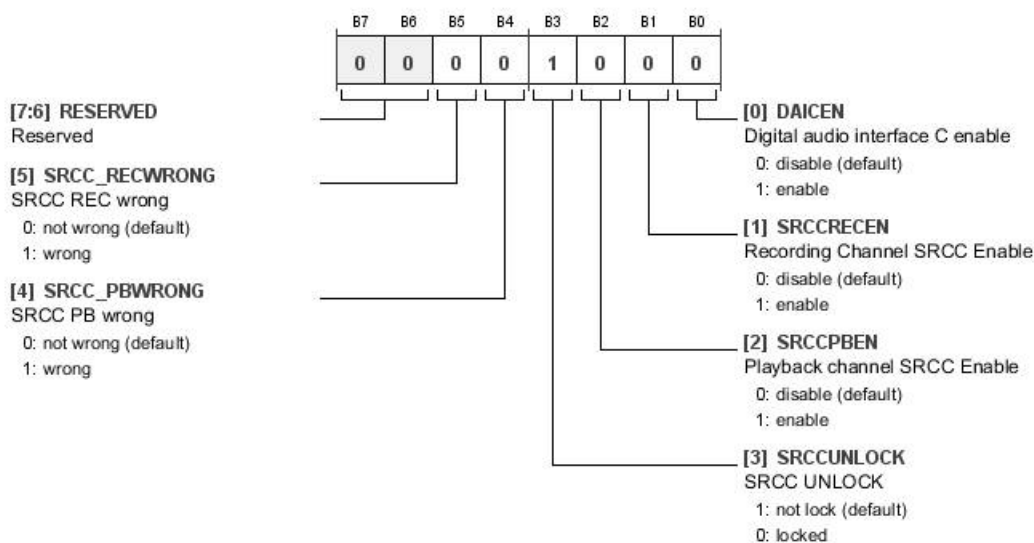 B7 B6 B5 B4 B3 B2 B1 B0
0 0 0 0 1 0 0 0
[7:6] RESERVED
Reserved
[5] SRCC_RECWRONG
SRCC REC wrong
0: not wrong (default)
1: wrong
[4] SRCC_PBWRONG
SRCC PB wrong
0: not wrong (default)
1: wrong
[0] DAICEN
Digital audio interface C enable
0: disable (default)
1: enable
[1] SRCCRECEN
Recording Channel SRCC Enable
0: disable (default)
1: enable
[2] SRCCPBEN
Playback channel SRCC Enable
0: disable (default)
1: enable
[3] SRCCUNLOCK
SRCC UNLOCK
1: not lock (default)
0: locked